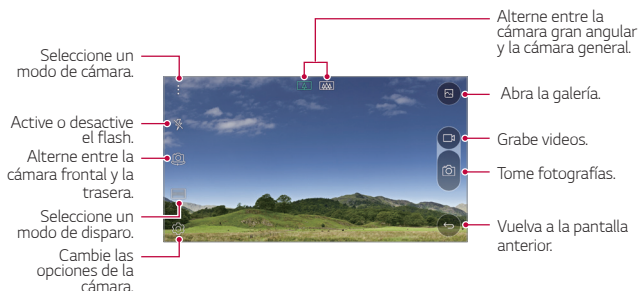 Seleccione un
modo de cámara.
Active o desactive
el flash.
Alterne entre la
cámara frontal y la
trasera.
Seleccione un
modo de disparo.
Cambie las
opciones de la
cámara.
Alterne entre la
cámara gran angular
y la cámara general.
Abra la galería.
Grabe videos.
Tome fotografías.
Vuelva a la pantalla
anterior.